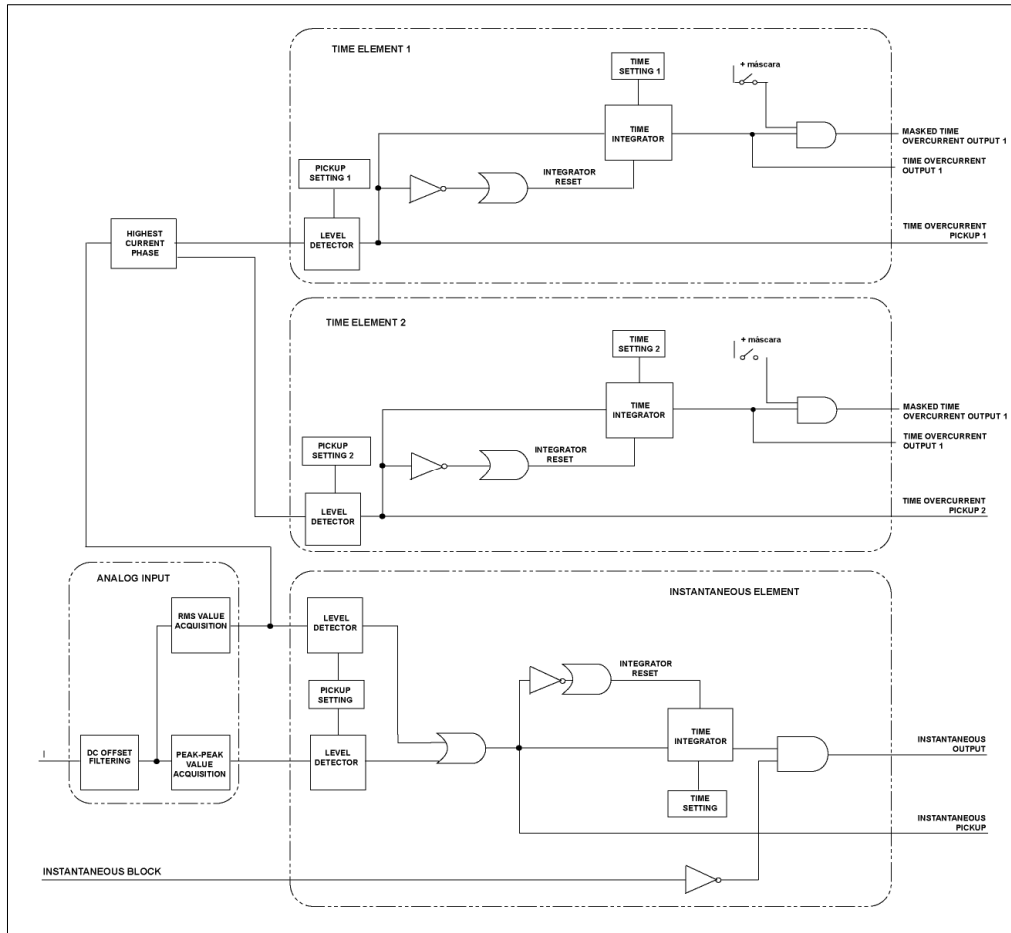 TIME ELEMENT 1
TIME
SETTING 1
+ máscara
TIME
INTEGRATOR
MASKED TIME
OVERCURRENT OUTPUT 1
TIME OVERCURRENT
OUTPUT 1
PICKUP
SETTING 1
INTEGRATOR
RESET
HIGHEST
CURRENT
PHASE
LEVEL
DETECTOR
TIME OVERCURRENT
PICKUP 1
TIME ELEMENT 2
TIME
SETTING 2
+ máscara
TIME
INTEGRATOR
MASKED TIME
OVERCURRENT OUTPUT 1
TIME OVERCURRENT
OUTPUT 1
PICKUP
SETTING 2
INTEGRATOR
RESET
LEVEL
DETECTOR
TIME OVERCURRENT
PICKUP 2
ANALOG INPUT
INSTANTANEOUS ELEMENT
RMS VALUE
ACQUISITION
LEVEL
DETECTOR
INTEGRATOR
RESET
PICKUP
SETTING
I
DC OFFSET
FILTERING
PEAK-PEAK
VALUE
ACQUISITION
LEVEL
DETECTOR
TIME
INTEGRATOR
INSTANTANEOUS
OUTPUT
TIME
SETTING
INSTANTANEOUS
PICKUP
INSTANTANEOUS BLOCK